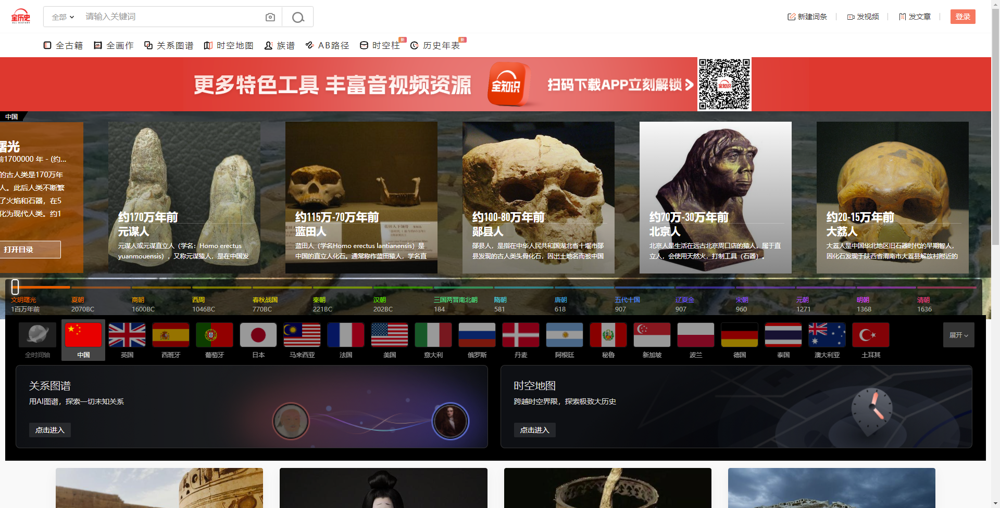 全历史
ALL HISTORY
全部
请输入关键词
新建词条
发视频
发文章
登录
全古籍
全画作
关系图谱
时空地图
族谱
AB路径
时空柱
新
历史年表
新
更多特色工具 丰富音视频资源
全知识
扫码下载APP立刻解锁
全知识
中国
曙光
前1700000 年 - (约...
的古人类是170万年
人。此后人类不断繁
了火焰和石器，在5
化为现代人类。约1
打开目录
约170万年前
元谋人
元谋人或元谋直立人（学名：Homo erectus
yuanmouensis），又称元谋猿人，是在中国发
约115万-70万年前
蓝田人
蓝田人（学名Homo erectus lantianensis）是
中国的直立人化石。通常称作蓝田猿人，学名直
约100-80万年前
郧县人
郧县人，是指在中华人民共和国湖北省十堰市郧
县发现的古人类头骨化石，因出土地名而被中国
约70万-30万年前
北京人
北京人是生活在远古北京周口店的猿人，属于直
立人，会使用天然火，打制工具（石器）。
约20-15万年前
大荔人
大荔人是中国华北地区旧石器时代的早期智人，
因化石发现于陕西省渭南市大荔县解放村附近的
文明曙光
1百万年前
夏朝
2070BC
商朝
1600BC
西周
1046BC
春秋战国
770BC
秦朝
221BC
汉朝
202BC
三国两晋南北朝
184
隋朝
581
唐朝
618
五代十国
907
辽夏金
907
宋朝
960
元朝
1271
明朝
1368
清朝
1636
全时间轴
中国
英国
西班牙
葡萄牙
日本
马来西亚
法国
美国
意大利
俄罗斯
丹麦
阿根廷
秘鲁
新加坡
波兰
德国
泰国
澳大利亚
土耳其
展开
关系图谱
用AI图谱，探索一切未知关系
点击进入
时空地图
跨越时空界限，探索极致大历史
点击进入